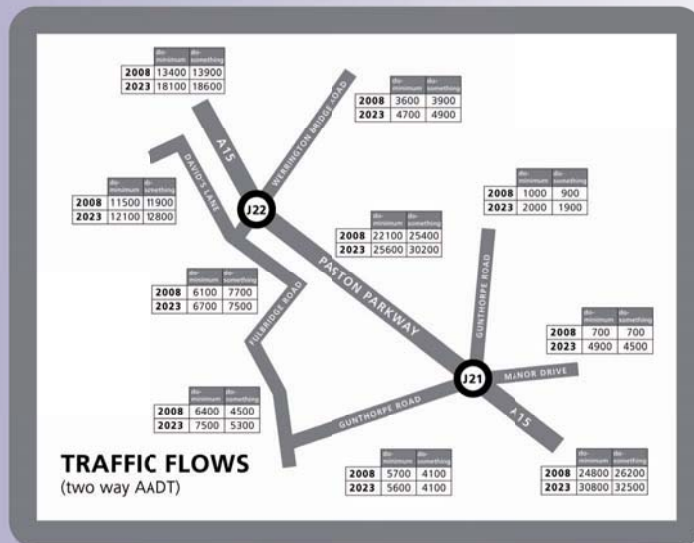 do-minimum do-something
2008 13400 13900
2023 18100 18600
do-minimum do-something
2008 3600 3900
2023 4700 4900
A15
WERRINGTON BRIDGE ROAD
DAVID'S LANE
do-minimum do-something
2008 11500 11900
2023 12100 12800
J22
do-minimum do-something
2008 1000 900
2023 2000 1900
do-minimum do-something
2008 22100 25400
2023 25600 30200
PASTON PARKWAY
GUNTHORPE ROAD
do-minimum do-something
2008 6100 7700
2023 6700 7500
FULBRIDGE ROAD
do-minimum do-something
2008 700 700
2023 4900 4500
J21
MANOR DRIVE
A15
GUNTHORPE ROAD
do-minimum do-something
2008 6400 4500
2023 7500 5300
TRAFFIC FLOWS
(two way AADT)
do-minimum do-something
2008 5700 4100
2023 5600 4100
do-minimum do-something
2008 24800 26200
2023 30800 32500